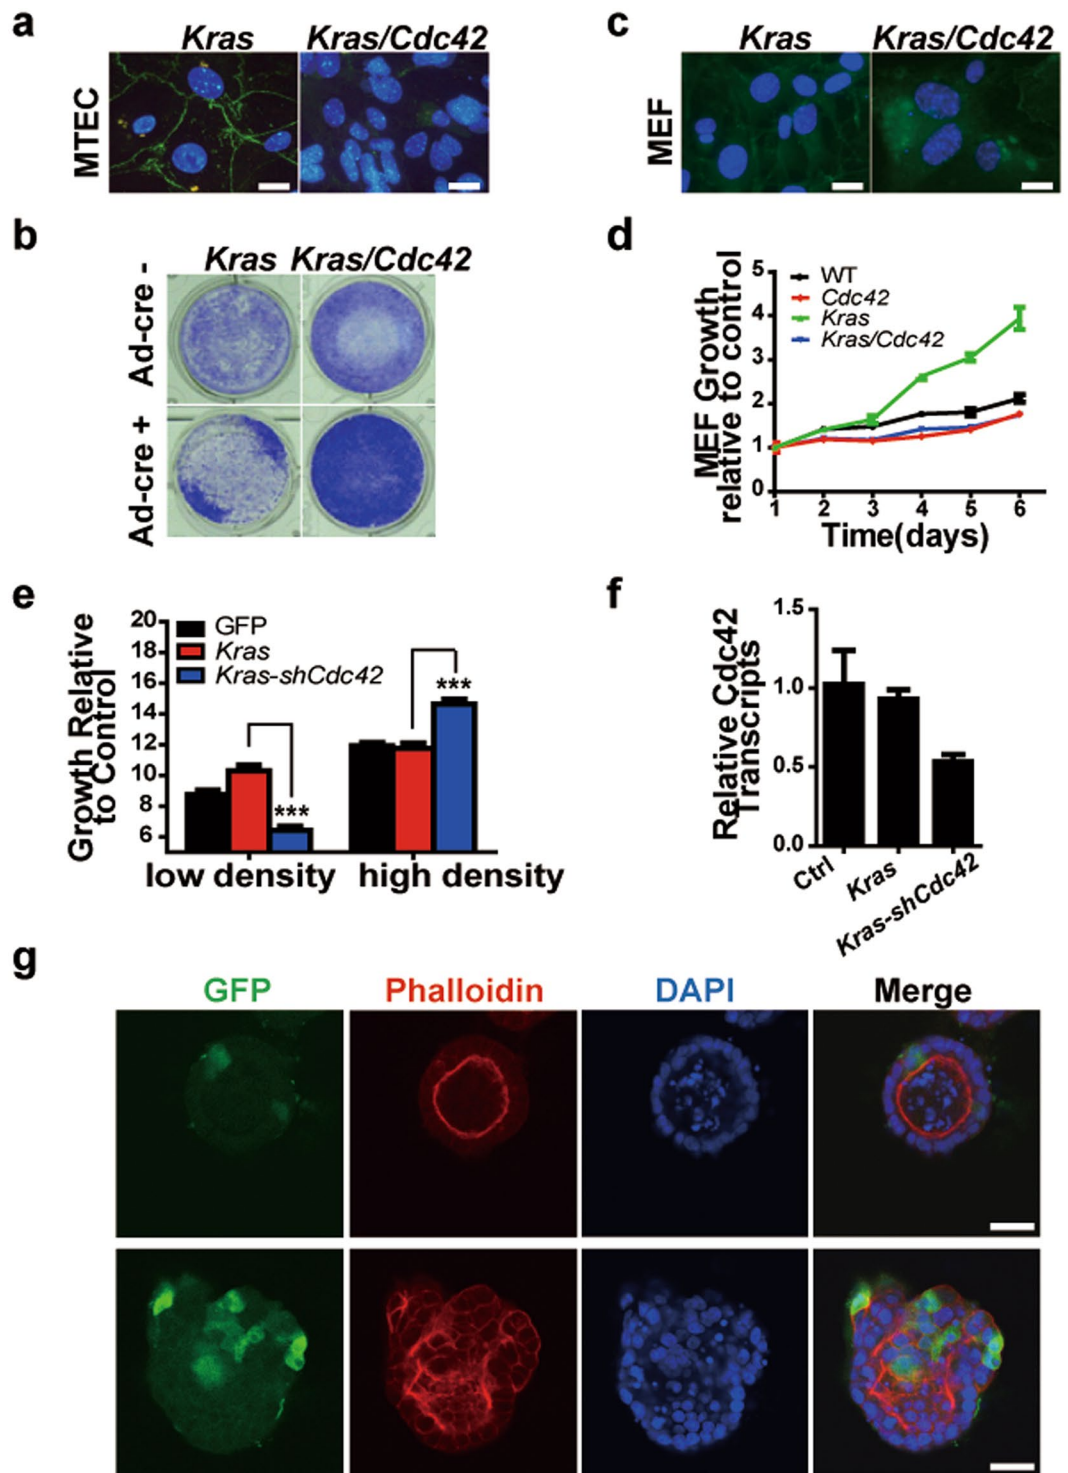 a
Kras
Kras/Cdc42
MTEC
c
Kras
Kras/Cdc42
MEF
b
Kras
Kras/Cdc42
Ad-cre -
Ad-cre +
d
MEF Growth
relative to control
5
4
3
2
1
0
WT
Cdc42
Kras
Kras/Cdc42
1 2 3 4 5 6
Time(days)
e
Growth Relative
to Control
20
18
16
14
12
10
8
6
GFP
Kras
Kras-shCdc42
***
***
low density
high density
f
Relative Cdc42
Transcripts
1.5
1.0
0.5
0.0
Ctrl
Kras
Kras-shCdc42
g
GFP
Phalloidin
DAPI
Merge